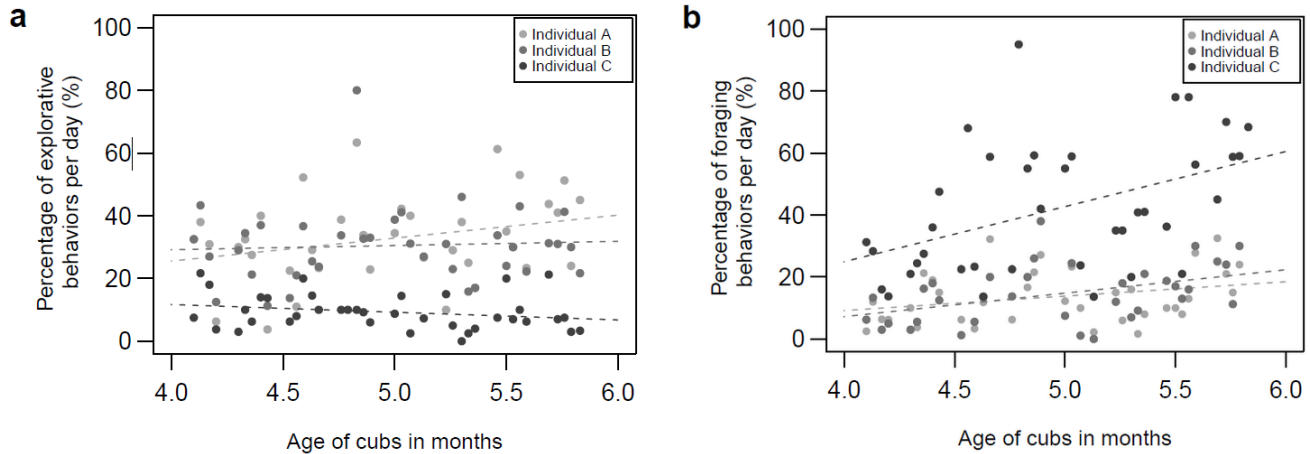 a
Percentage of explorative
behaviors per day (%)
100
80
60
40
20
0
4.0 4.5 5.0 5.5 6.0
Age of cubs in months
Individual A
Individual B
Individual C
b
Percentage of foraging
behaviors per day (%)
100
80
60
40
20
0
4.0 4.5 5.0 5.5 6.0
Age of cubs in months
Individual A
Individual B
Individual C